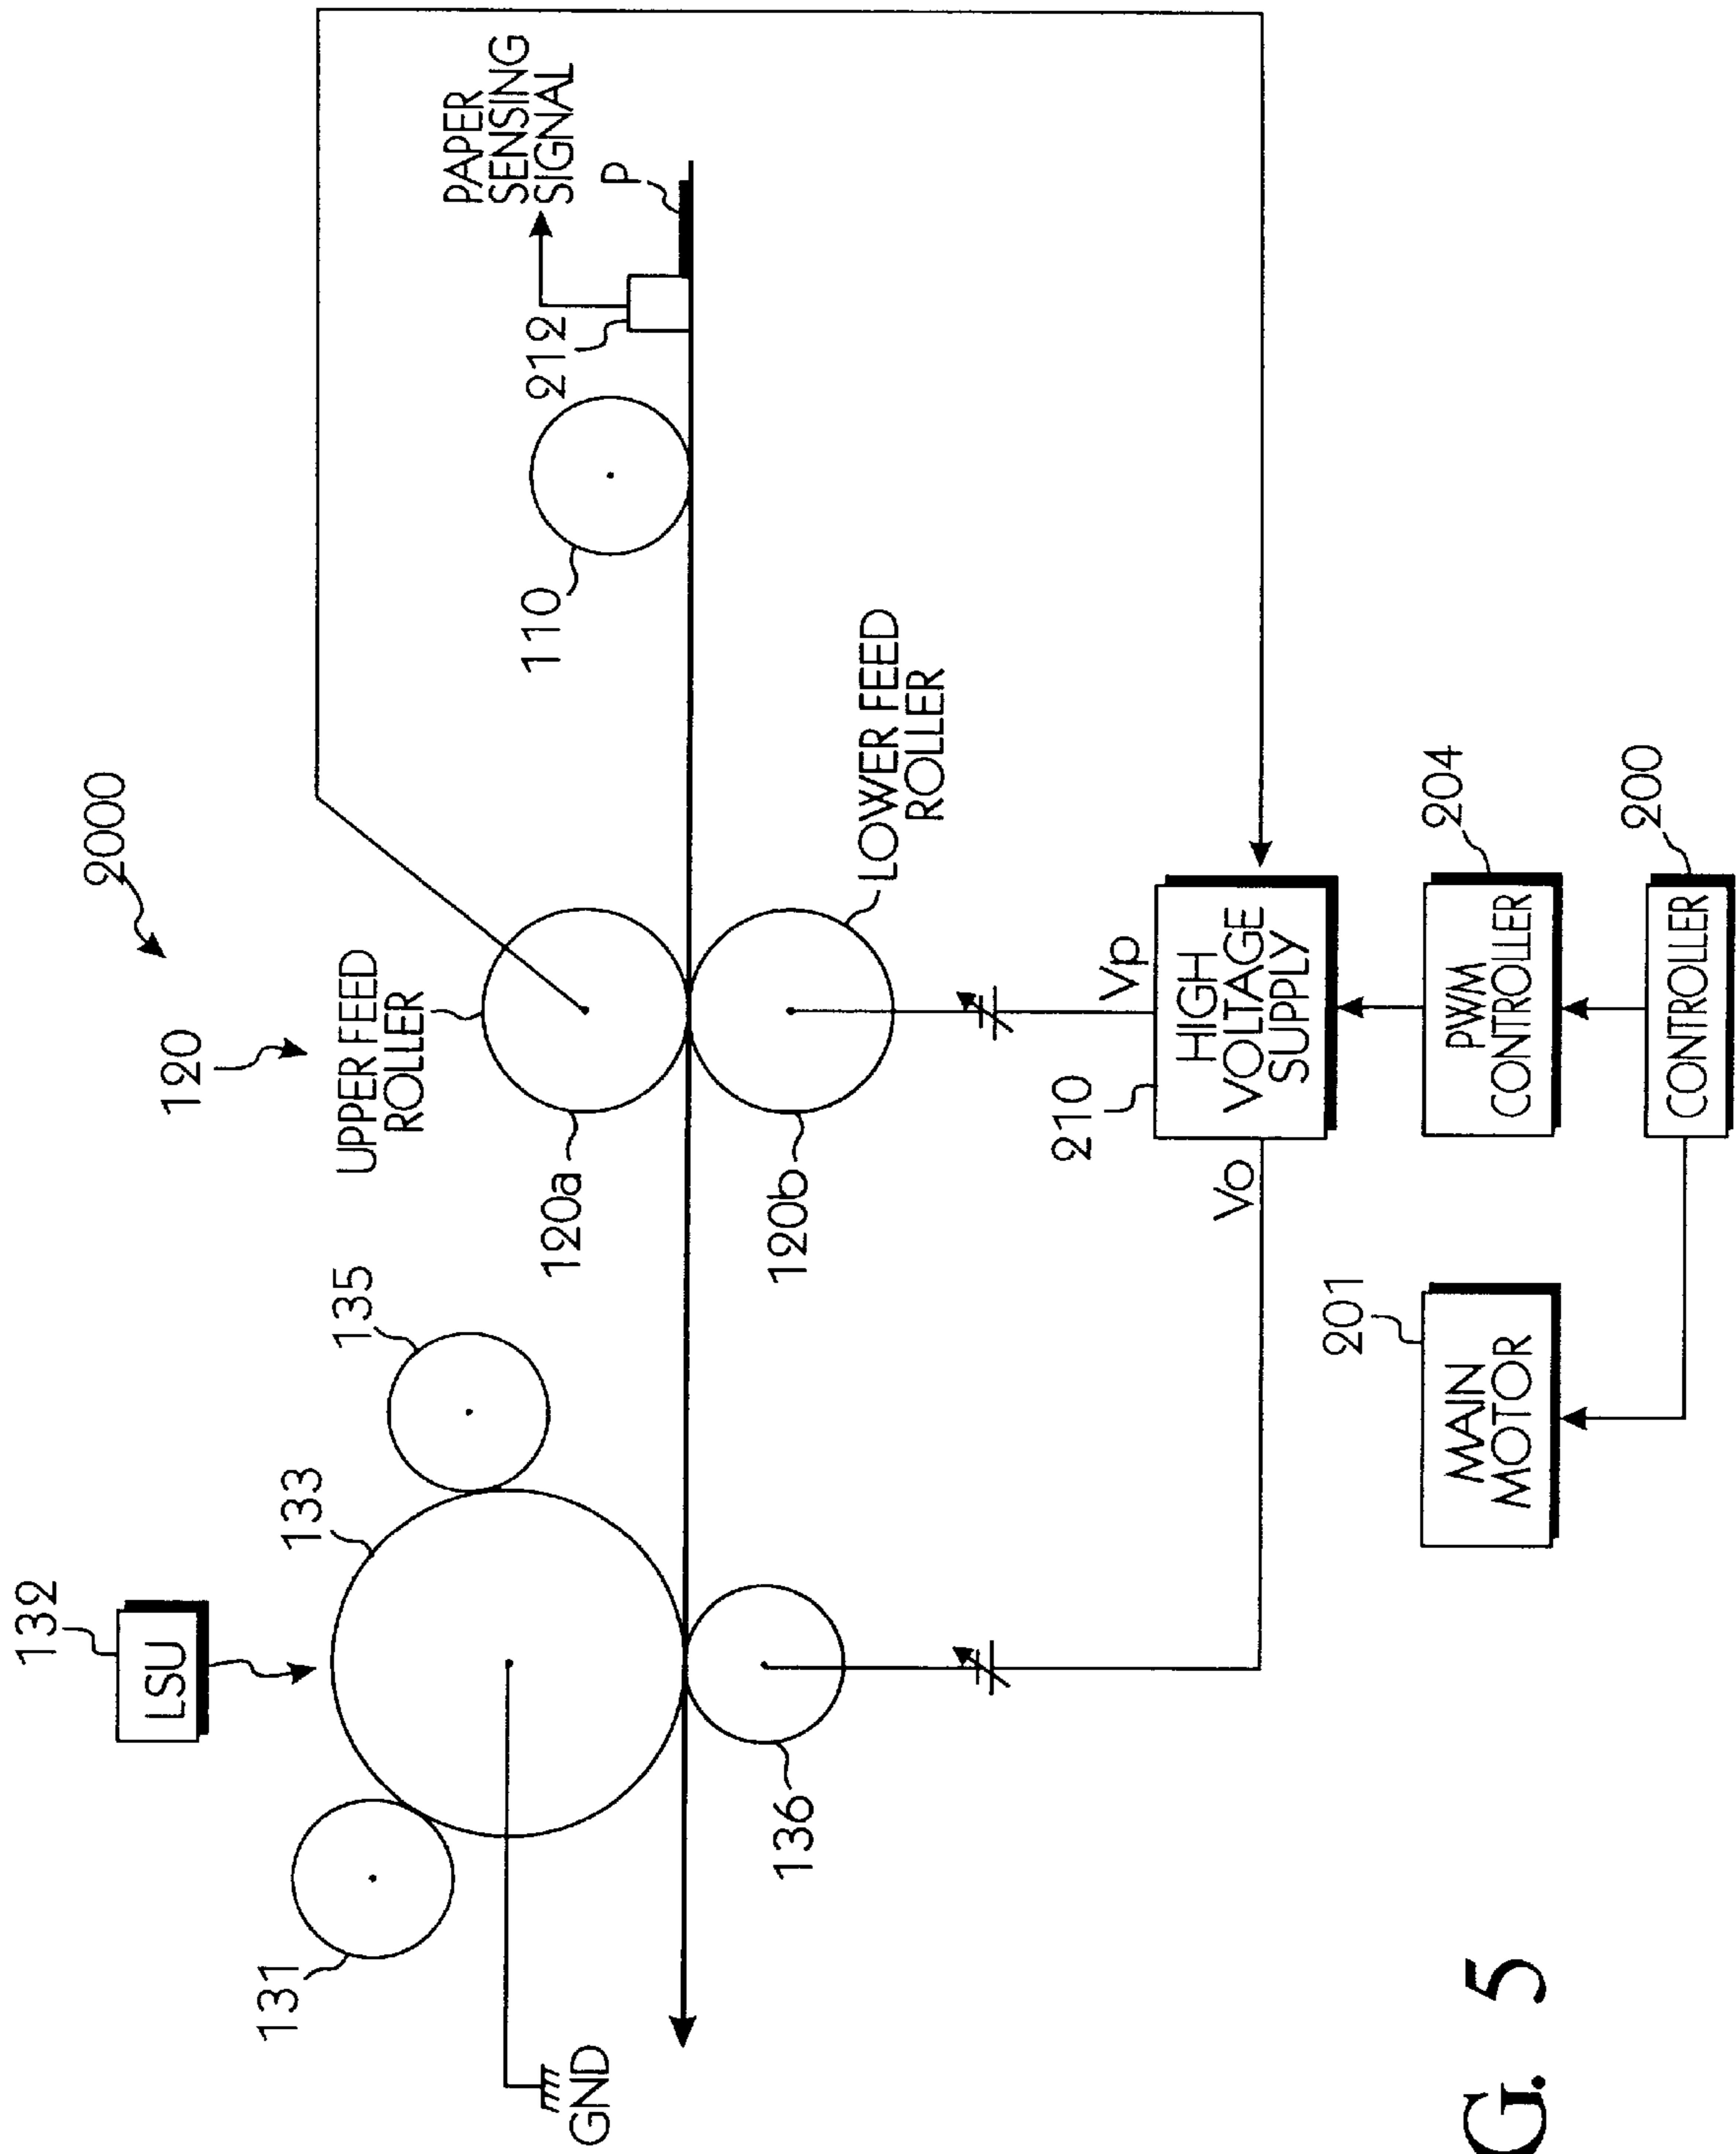 2000
132
LSU
133
135
131
GND
136
120
UPPER FEED
ROLLER
120a
120b
LOWER FEED
ROLLER
110
212
PAPER
SENSING
SIGNAL
P
Vo
Vp
210
HIGH
VOLTAGE
SUPPLY
201
MAIN
MOTOR
PWM
CONTROLLER
204
CONTROLLER
200
G. 5